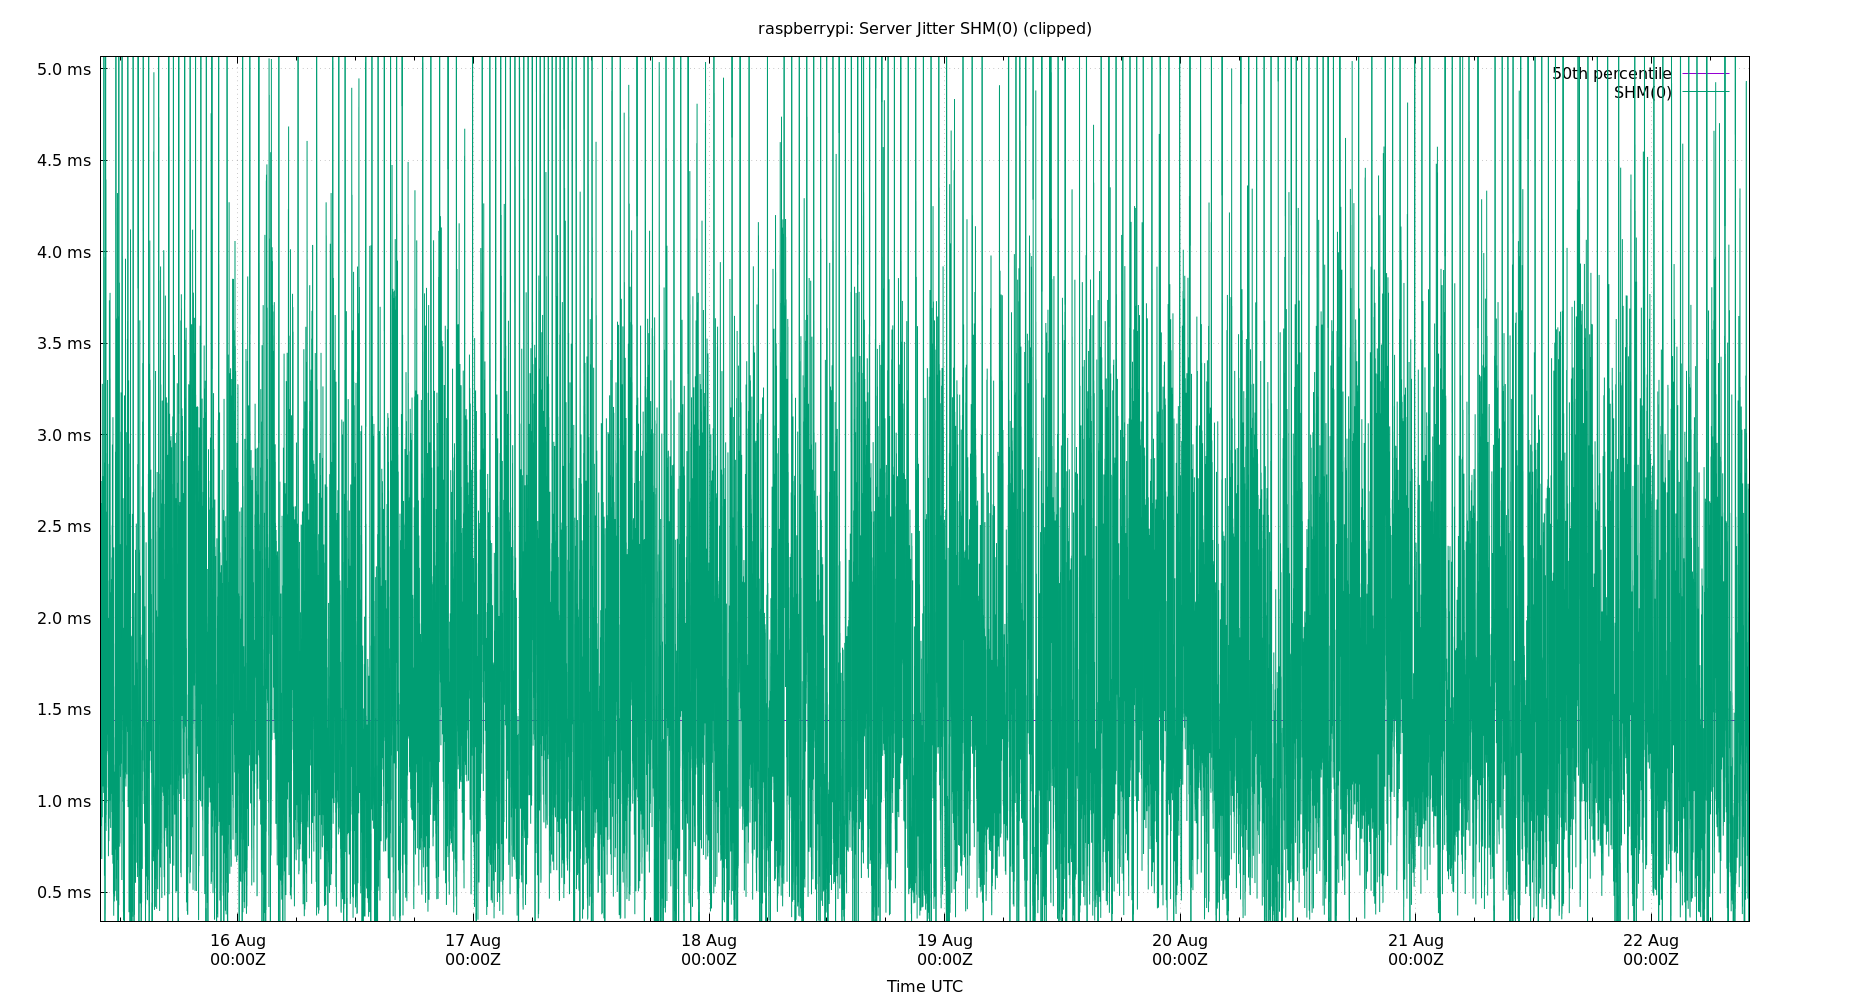 raspberrypi: Server Jitter SHM(0) (clipped)
5.0 ms
50th percentile
SHM(0)
4.5 ms
4.0 ms
3.5 ms
3.0 ms
2.5 ms
2.0 ms
1.5 ms
1.0 ms
0.5 ms
16 Aug 17 Aug 18 Aug 19 Aug 20 Aug 21 Aug 22 Aug
00:00Z 00:00Z 00:00Z 00:00Z 00:00Z 00:00Z 00:00Z
Time UTC